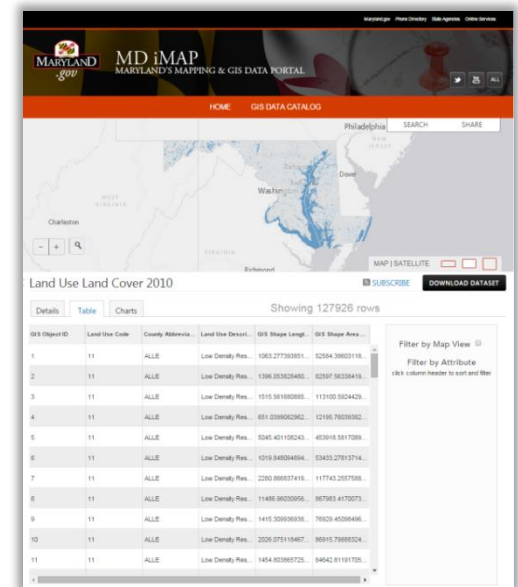 Maryland.gov Phone Directory State Agencies Online Services
MARYLAND
.gov
MD iMAP
MARYLAND'S MAPPING & GIS DATA PORTAL
ALL
HOME GIS DATA CATALOG
Philadelphia SEARCH SHARE
NEW JERSEY
Dover
Washington
WEST VIRGINIA
Charleston
VIRGINIA
Richmond
- +
MAP | SATELLITE
Land Use Land Cover 2010
SUBSCRIBE DOWNLOAD DATASET
Details Table Charts Showing 127926 rows
GIS Object ID Land Use Code County Abbrevia... Land Use Descri... GIS Shape Lengt... GIS Shape Area ...
Filter by Map View
Filter by Attribute
click column header to sort and filter
1 11 ALLE Low Density Res...
2 11 ALLE Low Density Res...
3 11 ALLE Low Density Res...
4 11 ALLE Low Density Res...
5 11 ALLE Low Density Res...
6 11 ALLE Low Density Res...
7 11 ALLE Low Density Res...
8 11 ALLE Low Density Res...
9 11 ALLE Low Density Res...
10 11 ALLE Low Density Res...
11 11 ALLE Low Density Res...